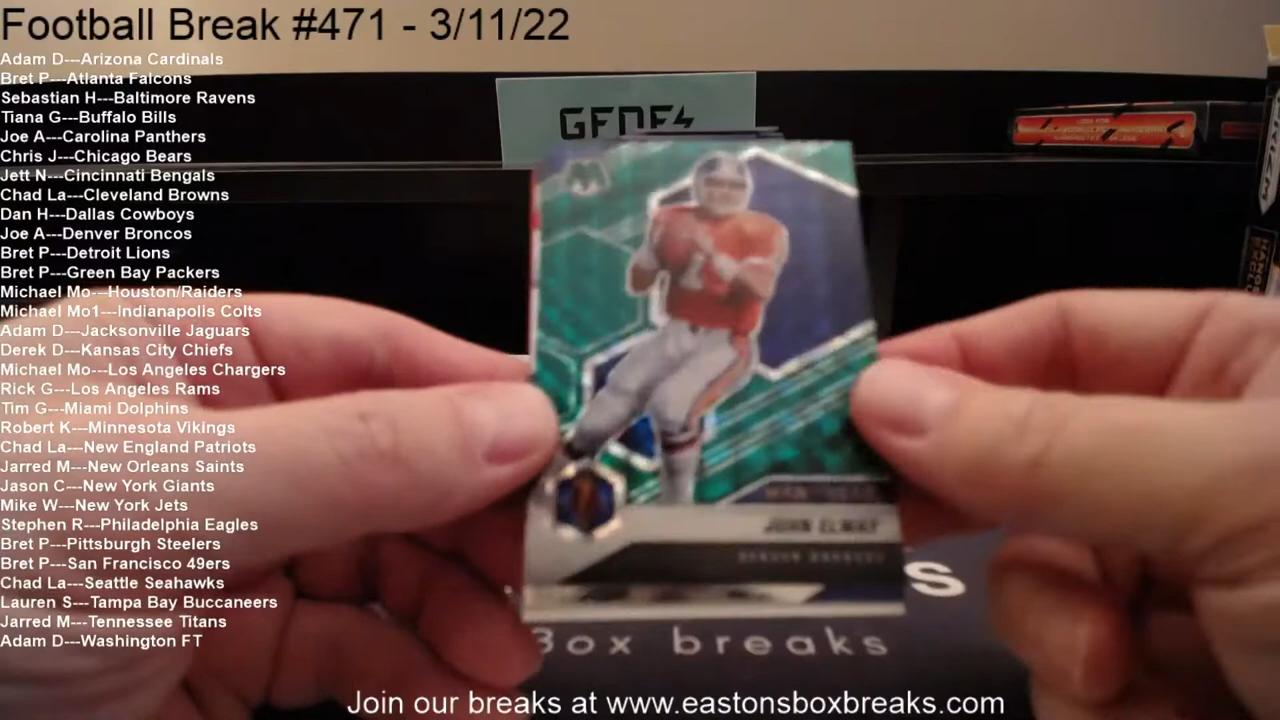 Football Break #471 - 3/11/22
Adam D---Arizona Cardinals
Bret P---Atlanta Falcons
Sebastian H---Baltimore Ravens
Tiana G---Buffalo Bills
Joe A---Carolina Panthers
Chris J---Chicago Bears
Jett N---Cincinnati Bengals
Chad La---Cleveland Browns
Dan H---Dallas Cowboys
Joe A---Denver Broncos
Bret P---Detroit Lions
Bret P---Green Bay Packers
Michael Mo---Houston/Raiders
Michael Mo1---Indianapolis Colts
Adam D---Jacksonville Jaguars
Derek D---Kansas City Chiefs
Michael Mo---Los Angeles Chargers
Rick G---Los Angeles Rams
Tim G---Miami Dolphins
Robert K---Minnesota Vikings
Chad La---New England Patriots
Jarred M---New Orleans Saints
Jason C---New York Giants
Mike W---New York Jets
Stephen R---Philadelphia Eagles
Bret P---Pittsburgh Steelers
Bret P---San Francisco 49ers
Chad La---Seattle Seahawks
Lauren S---Tampa Bay Buccaneers
Jarred M---Tennessee Titans
Adam D---Washington FT
JOHN ELWAY
DENVER BRONCOS
Box breaks
Join our breaks at www.eastonsboxbreaks.com